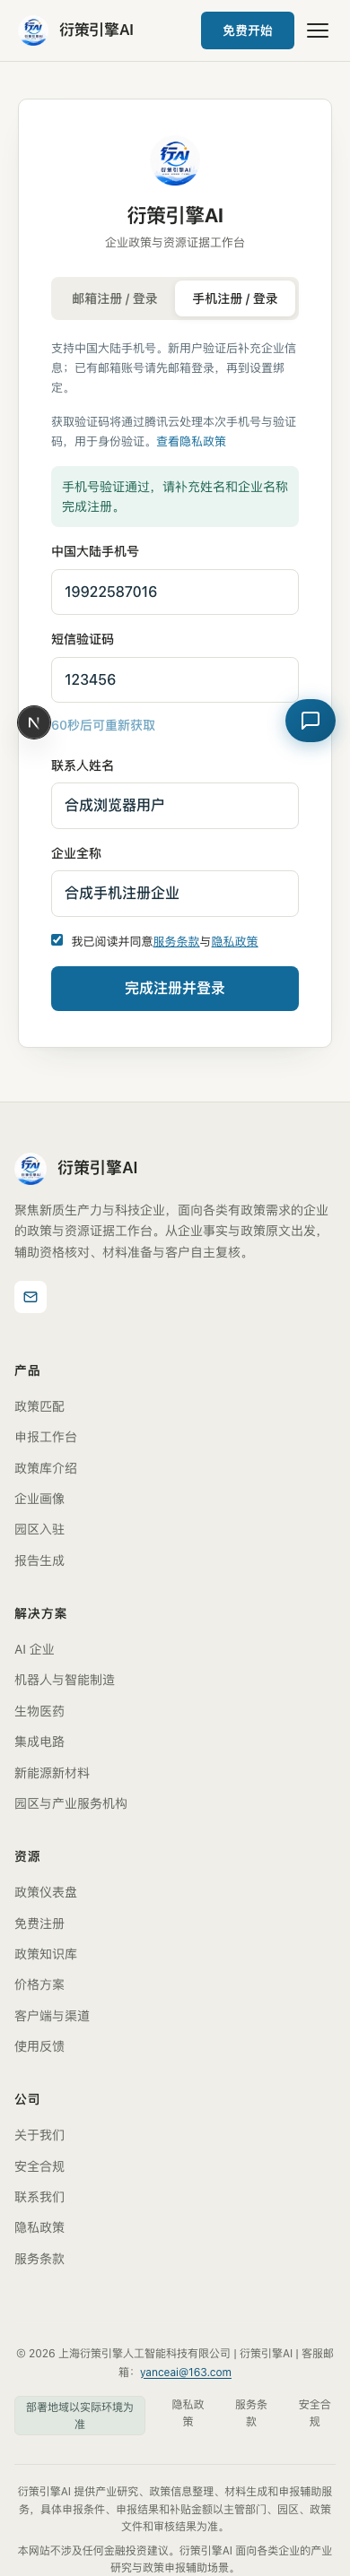 衍策引擎AI
免费开始
衍策引擎AI
企业政策与资源证据工作台
邮箱注册 / 登录
手机注册 / 登录
支持中国大陆手机号。新用户验证后补充企业信
息；已有邮箱账号请先邮箱登录，再到设置绑
定。
获取验证码将通过腾讯云处理本次手机号与验证
码，用于身份验证。查看隐私政策
手机号验证通过，请补充姓名和企业名称
完成注册。
中国大陆手机号
19922587016
短信验证码
123456
N
60秒后可重新获取
联系人姓名
合成浏览器用户
企业全称
合成手机注册企业
我已阅读并同意服务条款与隐私政策
完成注册并登录
衍策引擎AI
聚焦新质生产力与科技企业，面向各类有政策需求的企业
的政策与资源证据工作台。从企业事实与政策原文出发，
辅助资格核对、材料准备与客户自主复核。
产品
政策匹配
申报工作台
政策库介绍
企业画像
园区入驻
报告生成
解决方案
AI 企业
机器人与智能制造
生物医药
集成电路
新能源新材料
园区与产业服务机构
资源
政策仪表盘
免费注册
政策知识库
价格方案
客户端与渠道
使用反馈
公司
关于我们
安全合规
联系我们
隐私政策
服务条款
© 2026 上海衍策引擎人工智能科技有限公司 | 衍策引擎AI | 客服邮
箱：yanceai@163.com
部署地域以实际环境为
准
隐私政
策
服务条
款
安全合
规
衍策引擎AI 提供产业研究、政策信息整理、材料生成和申报辅助服
务，具体申报条件、申报结果和补贴金额以主管部门、园区、政策
文件和审核结果为准。
本网站不涉及任何金融投资建议。衍策引擎AI 面向各类企业的产业
研究与政策申报辅助场景。